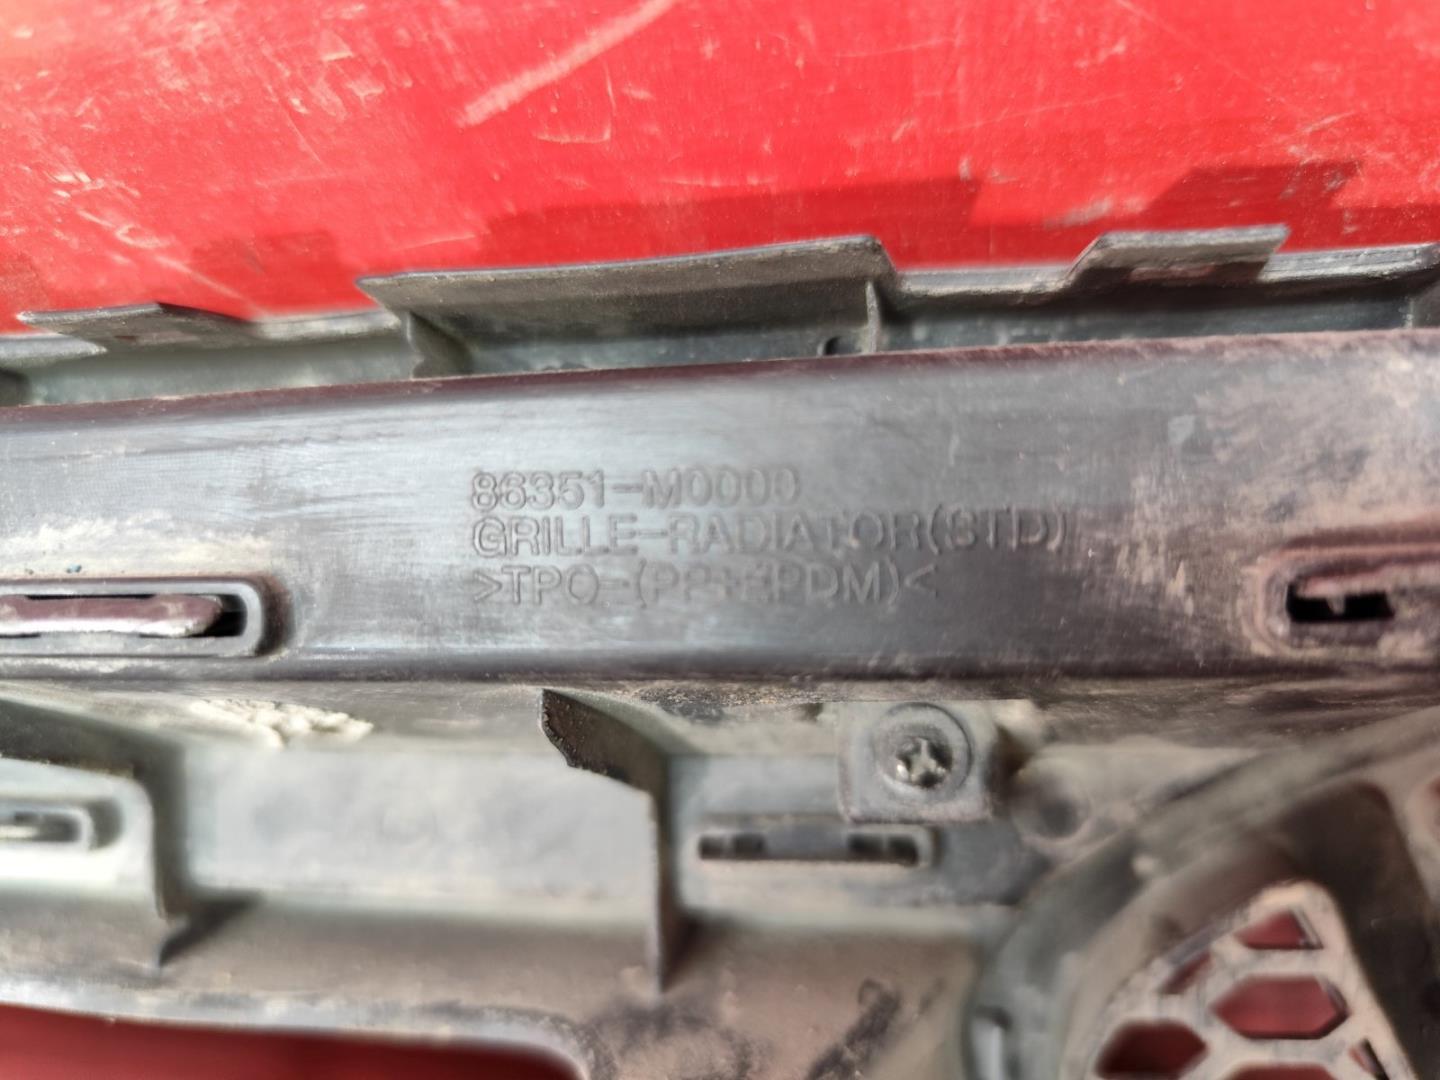 86351-M0000
GRILLE-RADIATOR(STD)
>TPO-(PP+EPDM)<